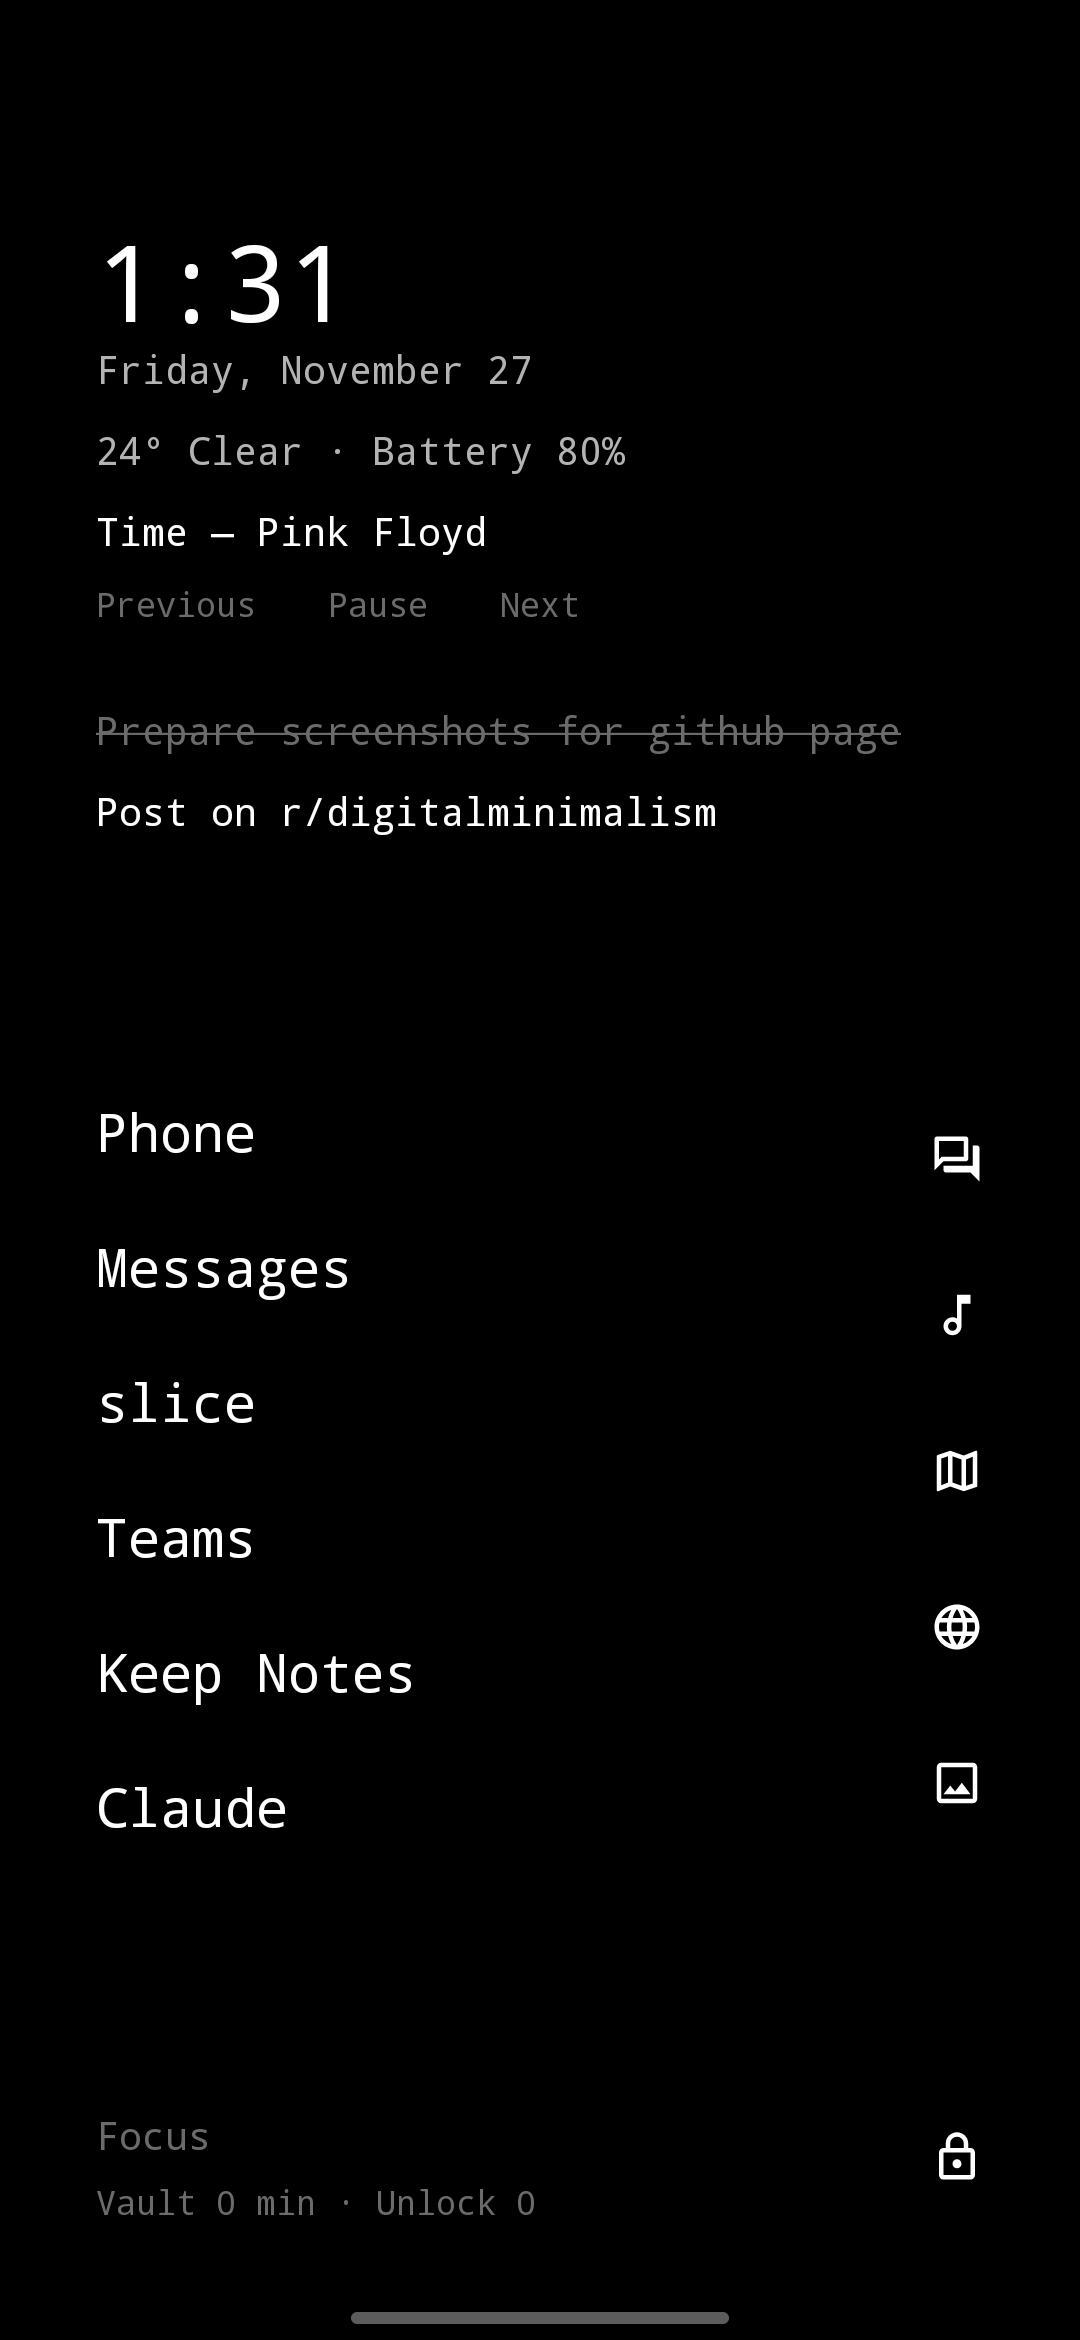 1:31
Friday, November 27
24° Clear · Battery 80%
Time — Pink Floyd
Previous Pause Next
Prepare screenshots for github page
Post on r/digitalminimalism
Phone
Messages
slice
Teams
Keep Notes
Claude
Focus
Vault 0 min · Unlock 0